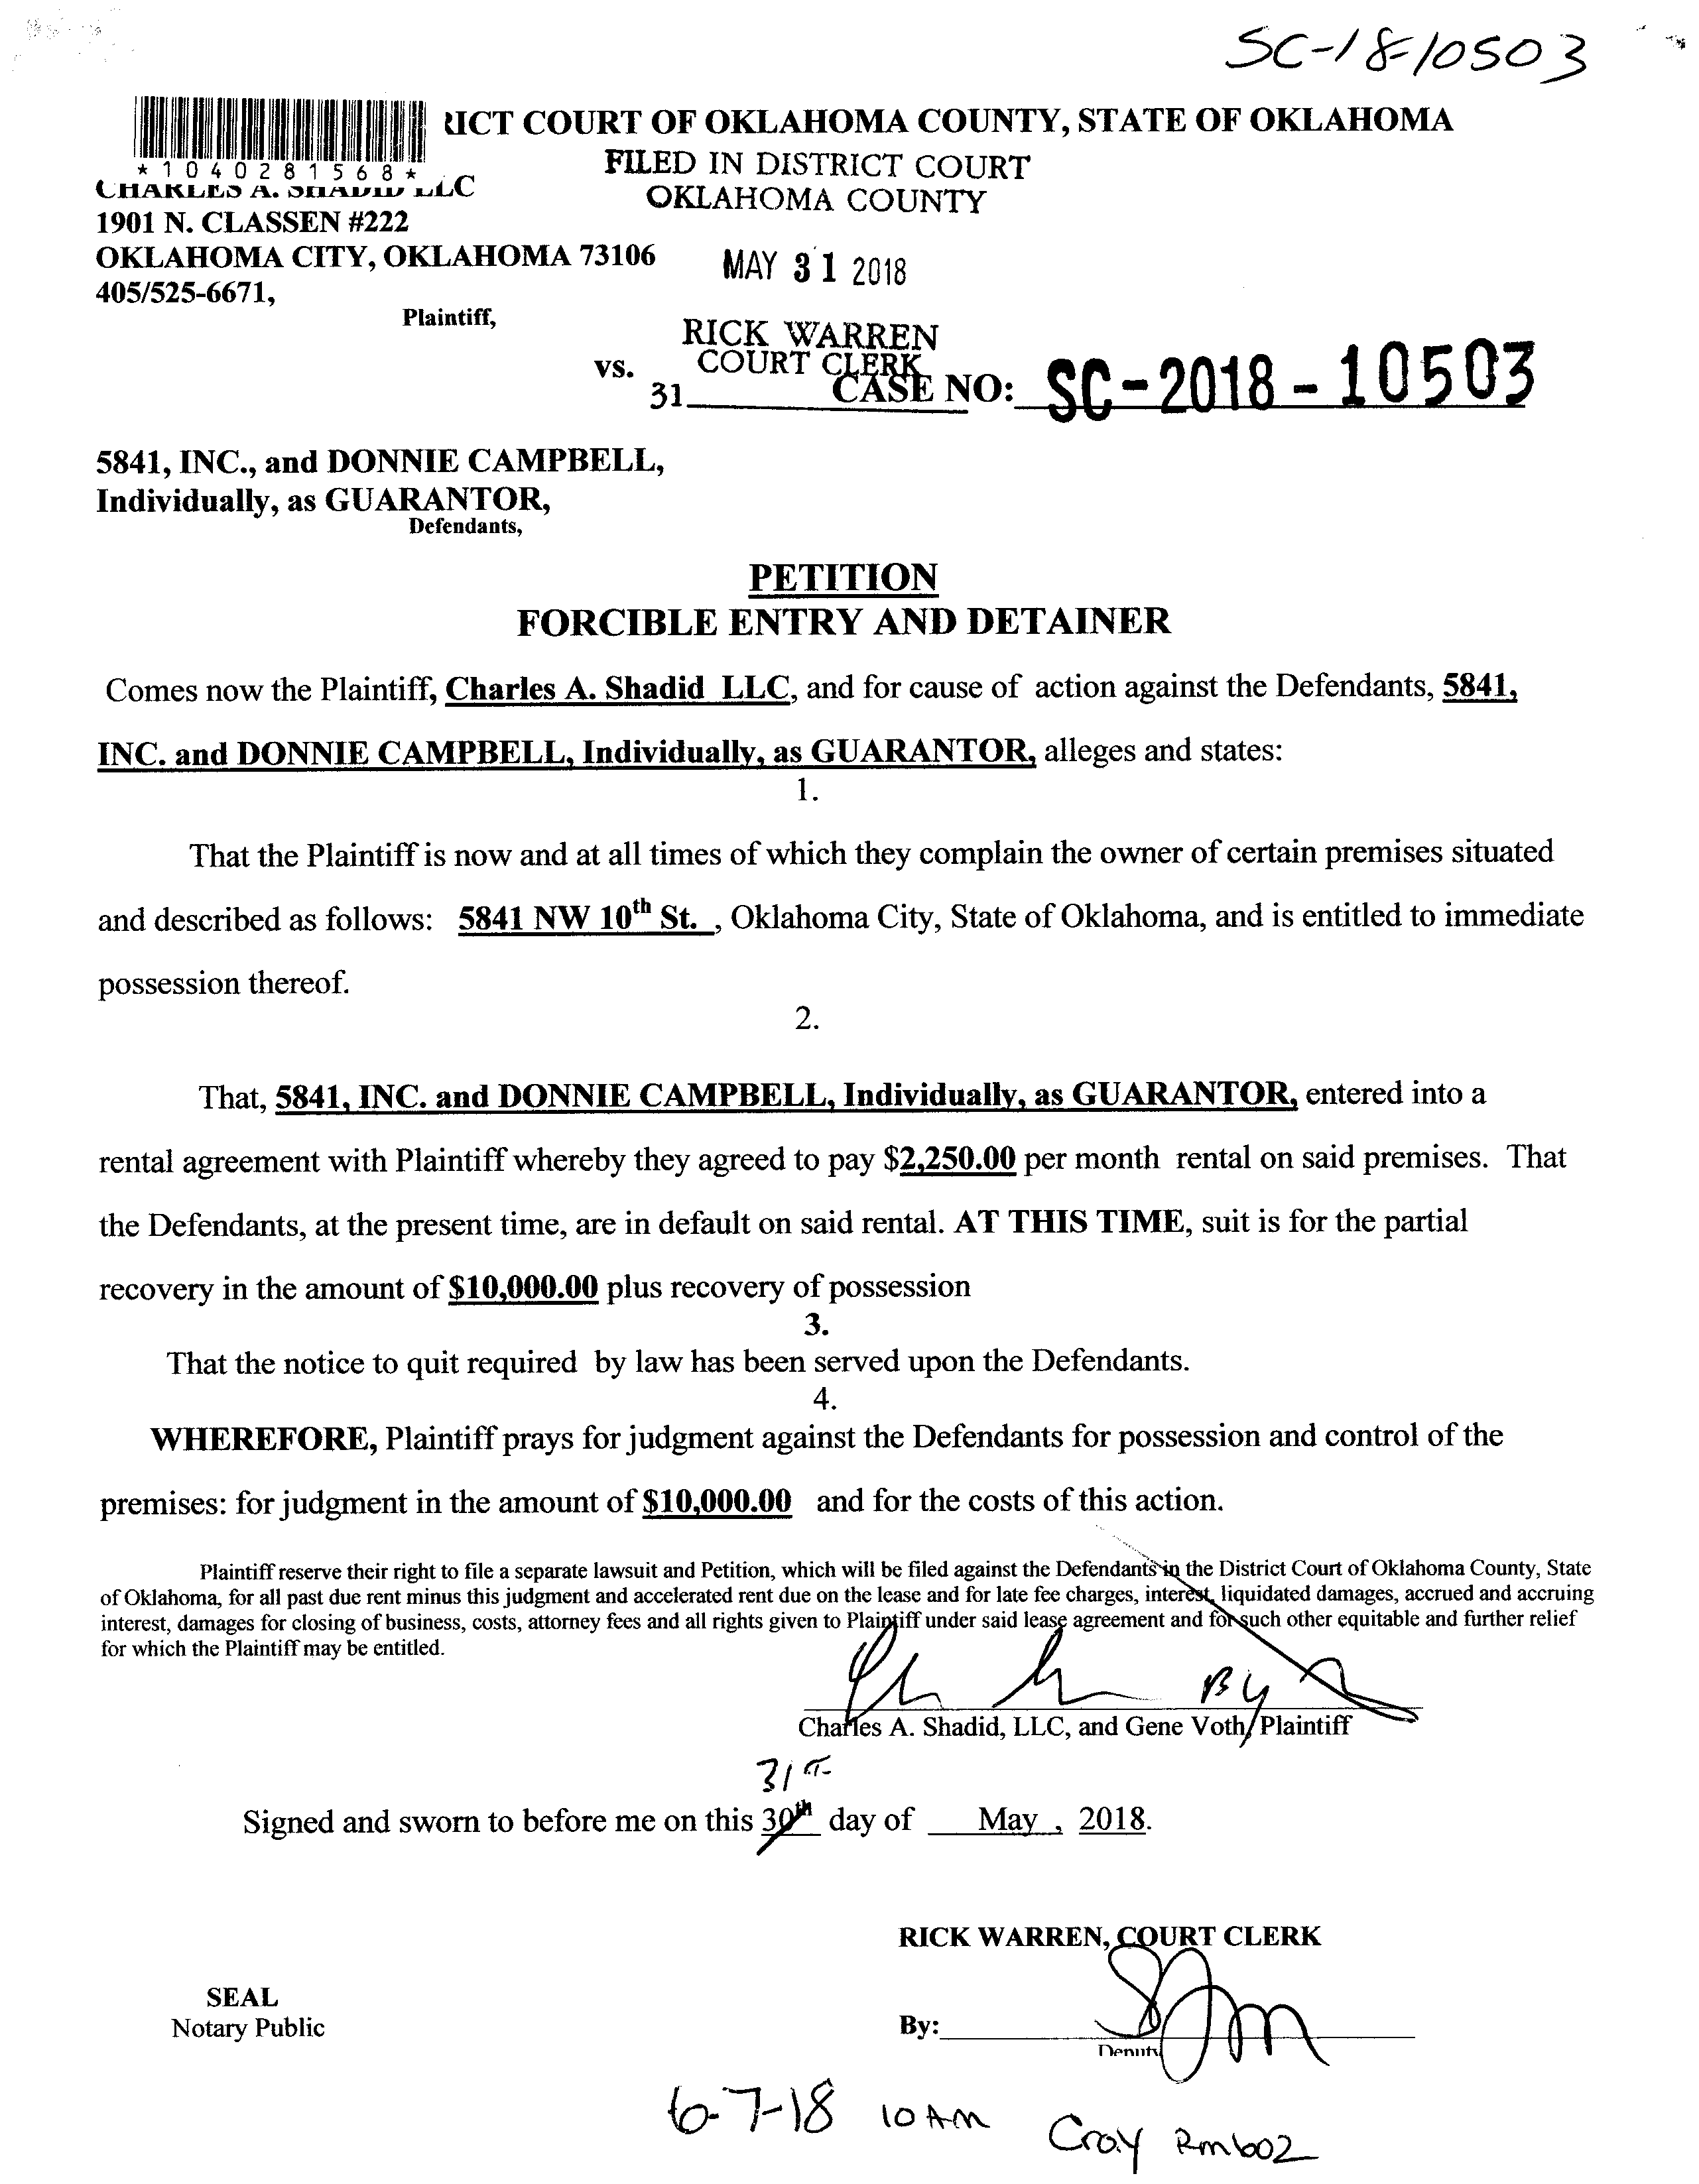 SC-18-10503
RICT COURT OF OKLAHOMA COUNTY, STATE OF OKLAHOMA
*1040281568*
FILED IN DISTRICT COURT
OKLAHOMA COUNTY
CHARLES A. SHADID LLC
1901 N. CLASSEN #222
OKLAHOMA CITY, OKLAHOMA 73106
405/525-6671,
MAY 31 2018
Plaintiff,
RICK WARREN
COURT CLERK
vs.
31
CASE NO: SC-2018-10503
5841, INC., and DONNIE CAMPBELL,
Individually, as GUARANTOR,
Defendants,
PETITION
FORCIBLE ENTRY AND DETAINER
Comes now the Plaintiff, Charles A. Shadid LLC, and for cause of action against the Defendants, 5841,
INC. and DONNIE CAMPBELL, Individually, as GUARANTOR, alleges and states:
1.
That the Plaintiff is now and at all times of which they complain the owner of certain premises situated
and described as follows: 5841 NW 10th St. , Oklahoma City, State of Oklahoma, and is entitled to immediate
possession thereof.
2.
That, 5841, INC. and DONNIE CAMPBELL, Individually, as GUARANTOR, entered into a
rental agreement with Plaintiff whereby they agreed to pay $2,250.00 per month rental on said premises. That
the Defendants, at the present time, are in default on said rental. AT THIS TIME, suit is for the partial
recovery in the amount of $10,000.00 plus recovery of possession
3.
That the notice to quit required by law has been served upon the Defendants.
4.
WHEREFORE, Plaintiff prays for judgment against the Defendants for possession and control of the
premises: for judgment in the amount of $10,000.00 and for the costs of this action.
Plaintiff reserve their right to file a separate lawsuit and Petition, which will be filed against the Defendants in the District Court of Oklahoma County, State
of Oklahoma, for all past due rent minus this judgment and accelerated rent due on the lease and for late fee charges, interest, liquidated damages, accrued and accruing
interest, damages for closing of business, costs, attorney fees and all rights given to Plaintiff under said lease agreement and for such other equitable and further relief
for which the Plaintiff may be entitled.
By
Charles A. Shadid, LLC, and Gene Voth, Plaintiff
31st
Signed and sworn to before me on this 30th day of May , 2018.
RICK WARREN, COURT CLERK
SEAL
Notary Public
By:
Deputy
6-7-18 10 AM Croy Rm 602